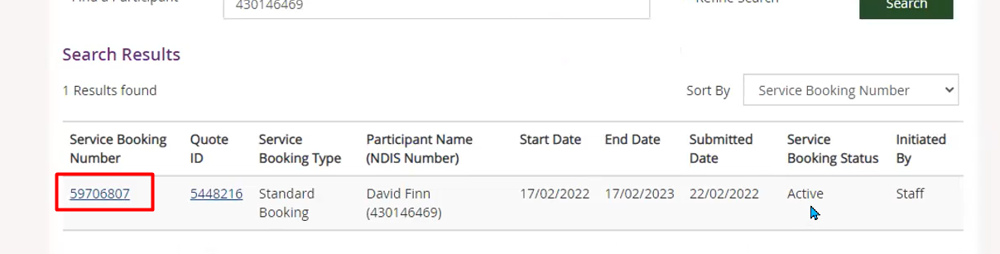 Find a Participant
430146469
Refine Search
Search
Search Results
1 Results found
Sort By
Service Booking Number
Service Booking Number
Quote ID
Service Booking Type
Participant Name (NDIS Number)
Start Date
End Date
Submitted Date
Service Booking Status
Initiated By
59706807
5448216
Standard Booking
David Finn (430146469)
17/02/2022
17/02/2023
22/02/2022
Active
Staff